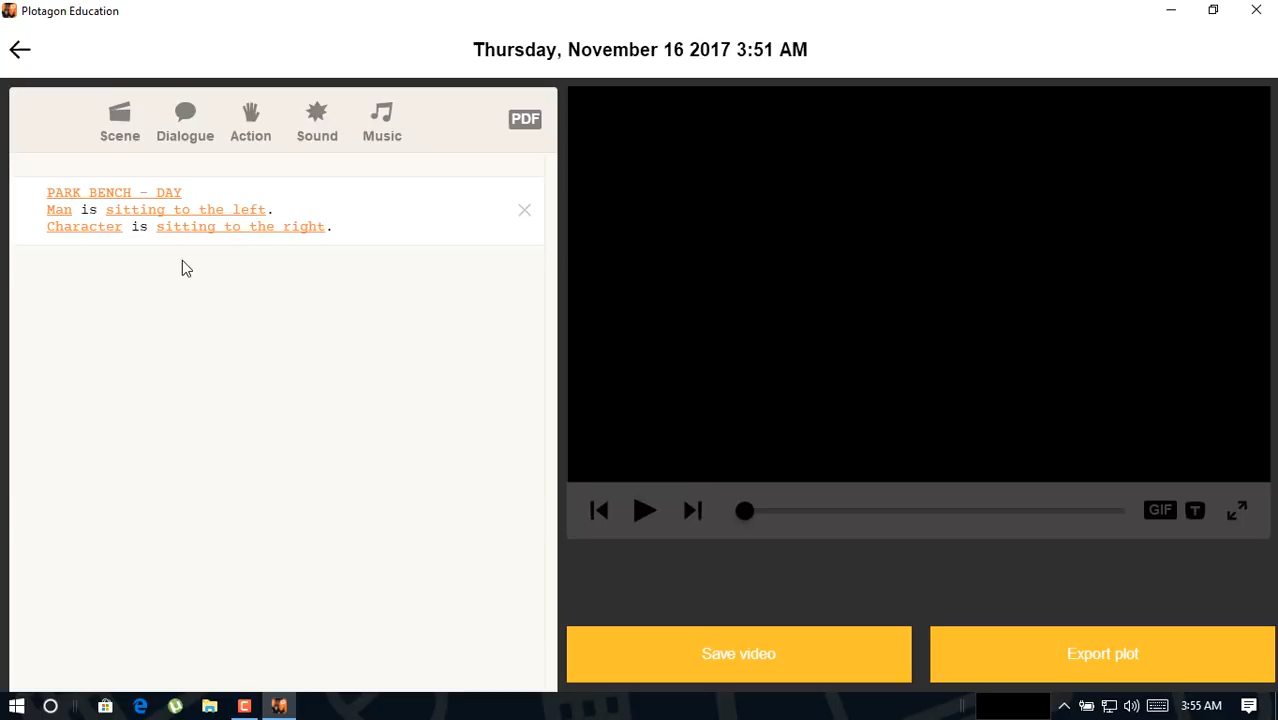 Plotagon Education
Thursday, November 16 2017 3:51 AM
Scene
Dialogue
Action
Sound
Music
PDF
PARK BENCH - DAY
Man is sitting to the left.
Character is sitting to the right.
GIF
T
Save video
Export plot
3:55 AM